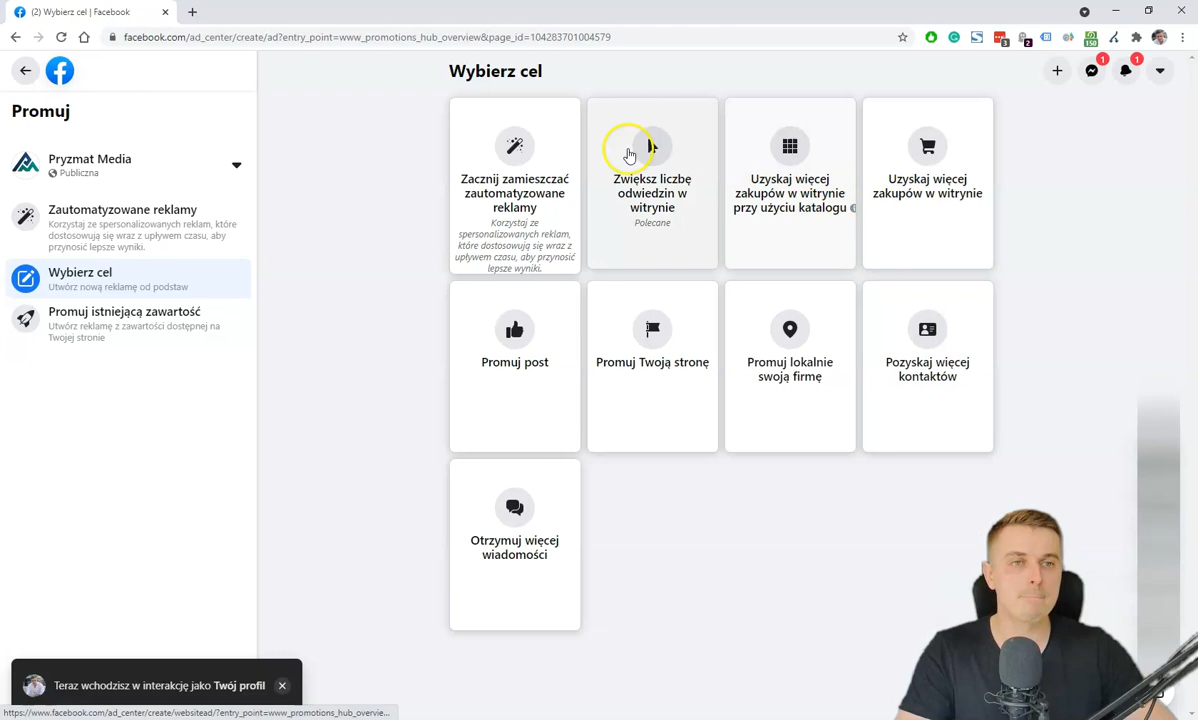 (2) Wybierz cel | Facebook
facebook.com/ad_center/create/ad?entry_point=www_promotions_hub_overview&page_id=104283701004579
3
2
150
Wybierz cel
1
1
Promuj
Pryzmat Media
Publiczna
Zautomatyzowane reklamy
Korzystaj ze spersonalizowanych reklam, które
dostosowują się wraz z upływem czasu, aby
przynosić lepsze wyniki.
Wybierz cel
Utwórz nową reklamę od podstaw
Promuj istniejącą zawartość
Utwórz reklamę z zawartości dostępnej na
Twojej stronie
Zacznij zamieszczać
zautomatyzowane
reklamy
Korzystaj ze
spersonalizowanych reklam,
które dostosowują się wraz z
upływem czasu, aby przynosić
lepsze wyniki.
Zwiększ liczbę
odwiedzin w
witrynie
Polecane
Uzyskaj więcej
zakupów w witrynie
przy użyciu katalogu
Uzyskaj więcej
zakupów w witrynie
Promuj post
Promuj Twoją stronę
Promuj lokalnie
swoją firmę
Pozyskaj więcej
kontaktów
Otrzymuj więcej
wiadomości
Teraz wchodzisz w interakcję jako Twój profil
https://www.facebook.com/ad_center/create/websitead/?entry_point=www_promotions_hub_overvie...